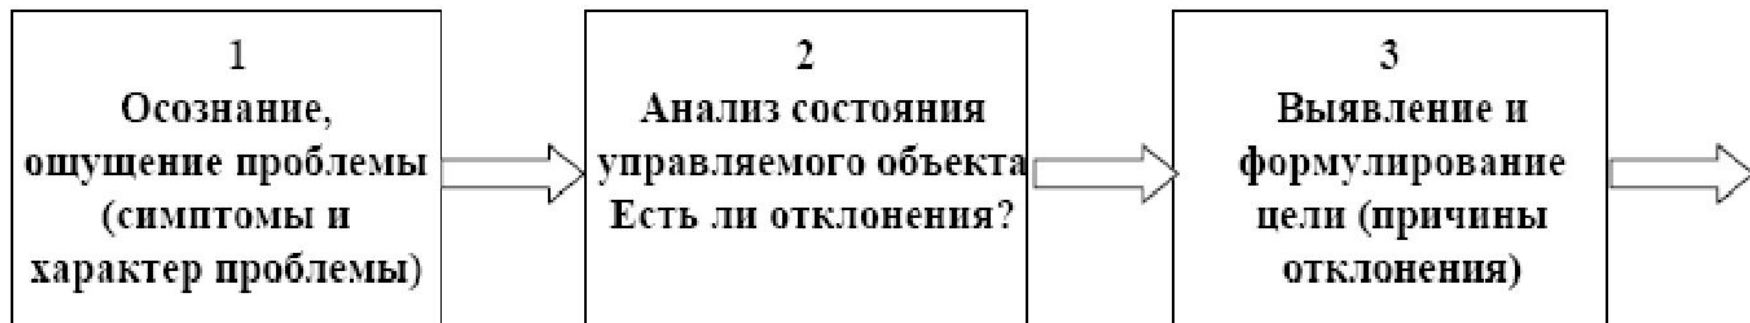 1
Осознание,
ощущение проблемы
(симптомы и
характер проблемы)
2
Анализ состояния
управляемого объекта
Есть ли отклонения?
3
Выявление и
формулирование
цели (причины
отклонения)